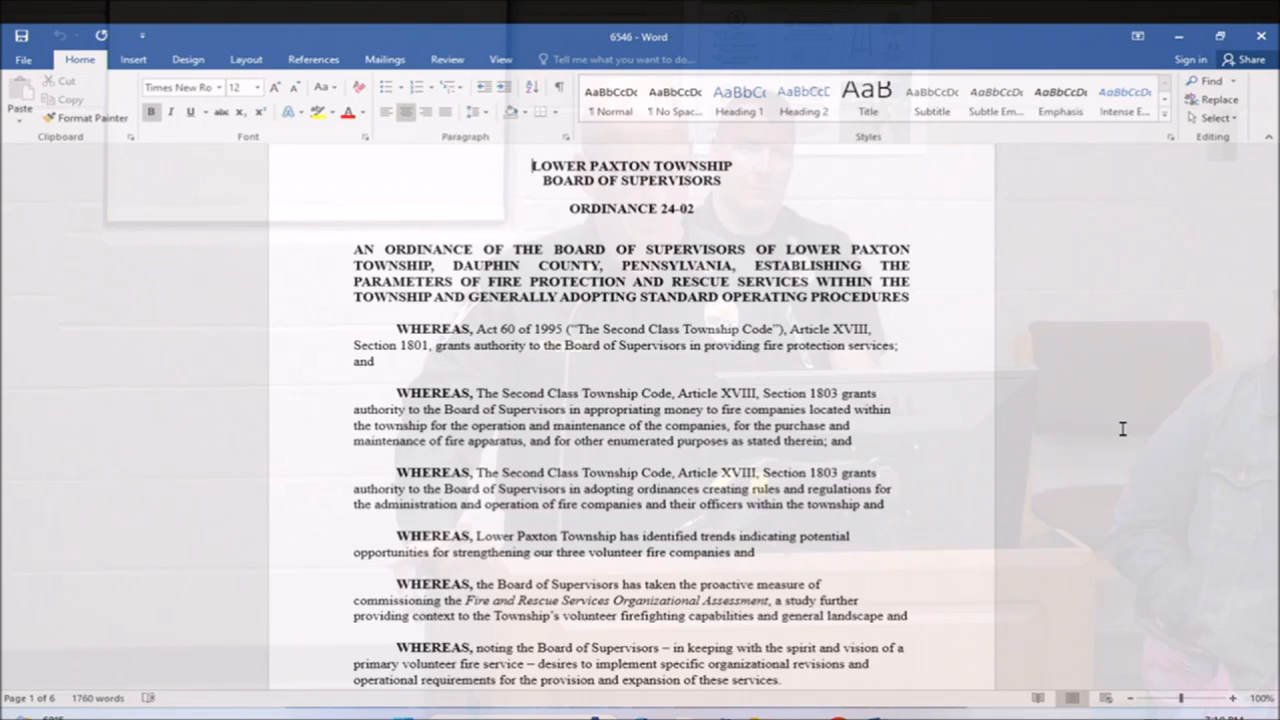 6546 - Word
File Home Insert Design Layout References Mailings Review View Tell me what you want to do... Sign in Share
Paste
Cut
Copy
Format Painter
Clipboard
Times New Ro 12
B I U abc x₂ x²
Font
Paragraph
AaBbCcDc AaBbCcDc AaBbCc AaBbCcD AaB AaBbCcD AaBbCcDc AaBbCcDc AaBbCcDc
¶ Normal ¶ No Spac... Heading 1 Heading 2 Title Subtitle Subtle Em... Emphasis Intense E...
Styles
Find
Replace
Select
Editing
LOWER PAXTON TOWNSHIP
BOARD OF SUPERVISORS
ORDINANCE 24-02
AN ORDINANCE OF THE BOARD OF SUPERVISORS OF LOWER PAXTON
TOWNSHIP, DAUPHIN COUNTY, PENNSYLVANIA, ESTABLISHING THE
PARAMETERS OF FIRE PROTECTION AND RESCUE SERVICES WITHIN THE
TOWNSHIP AND GENERALLY ADOPTING STANDARD OPERATING PROCEDURES
WHEREAS, Act 60 of 1995 (“The Second Class Township Code”), Article XVIII,
Section 1801, grants authority to the Board of Supervisors in providing fire protection services;
and
WHEREAS, The Second Class Township Code, Article XVIII, Section 1803 grants
authority to the Board of Supervisors in appropriating money to fire companies located within
the township for the operation and maintenance of the companies, for the purchase and
maintenance of fire apparatus, and for other enumerated purposes as stated therein; and
WHEREAS, The Second Class Township Code, Article XVIII, Section 1803 grants
authority to the Board of Supervisors in adopting ordinances creating rules and regulations for
the administration and operation of fire companies and their officers within the township and
WHEREAS, Lower Paxton Township has identified trends indicating potential
opportunities for strengthening our three volunteer fire companies and
WHEREAS, the Board of Supervisors has taken the proactive measure of
commissioning the Fire and Rescue Services Organizational Assessment, a study further
providing context to the Township’s volunteer firefighting capabilities and general landscape and
WHEREAS, noting the Board of Supervisors – in keeping with the spirit and vision of a
primary volunteer fire service – desires to implement specific organizational revisions and
operational requirements for the provision and expansion of these services.
Page 1 of 6 1760 words 100%